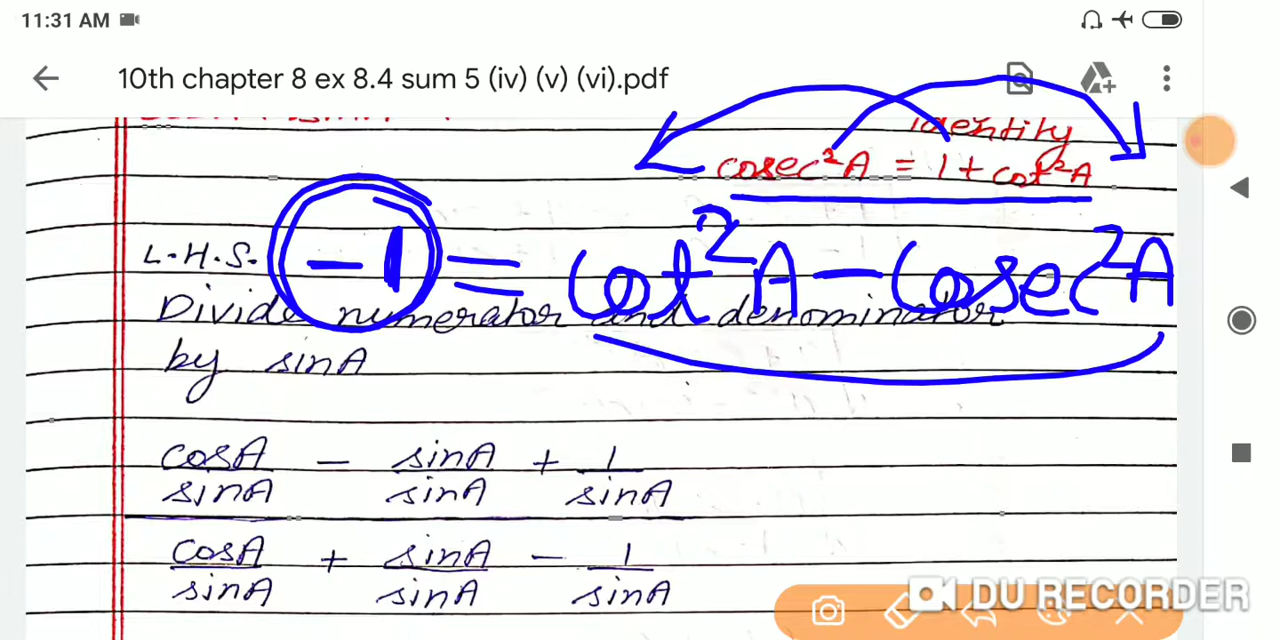 11:31 AM
10th chapter 8 ex 8.4 sum 5 (iv) (v) (vi).pdf
identity
cosec²A = 1 + cot²A
L.H.S. -1 = cot²A - cosec²A
Divide numerator and denominator
by sinA
cosA/sinA - sinA/sinA + 1/sinA
cosA/sinA + sinA/sinA - 1/sinA
DU RECORDER